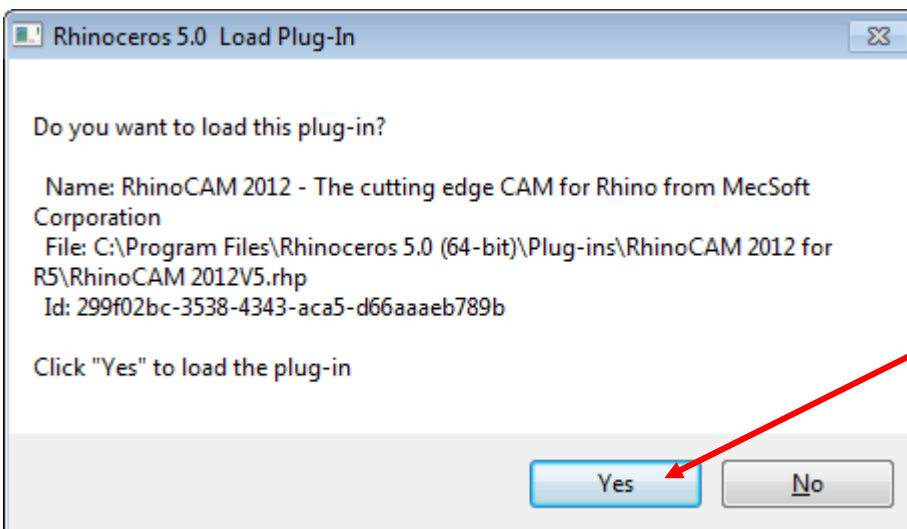 Rhinoceros 5.0  Load Plug-In
Do you want to load this plug-in?
Name: RhinoCAM 2012 - The cutting edge CAM for Rhino from MecSoft
Corporation
File: C:\Program Files\Rhinoceros 5.0 (64-bit)\Plug-ins\RhinoCAM 2012 for
R5\RhinoCAM 2012V5.rhp
Id: 299f02bc-3538-4343-aca5-d66aaaeb789b
Click "Yes" to load the plug-in
Yes
No